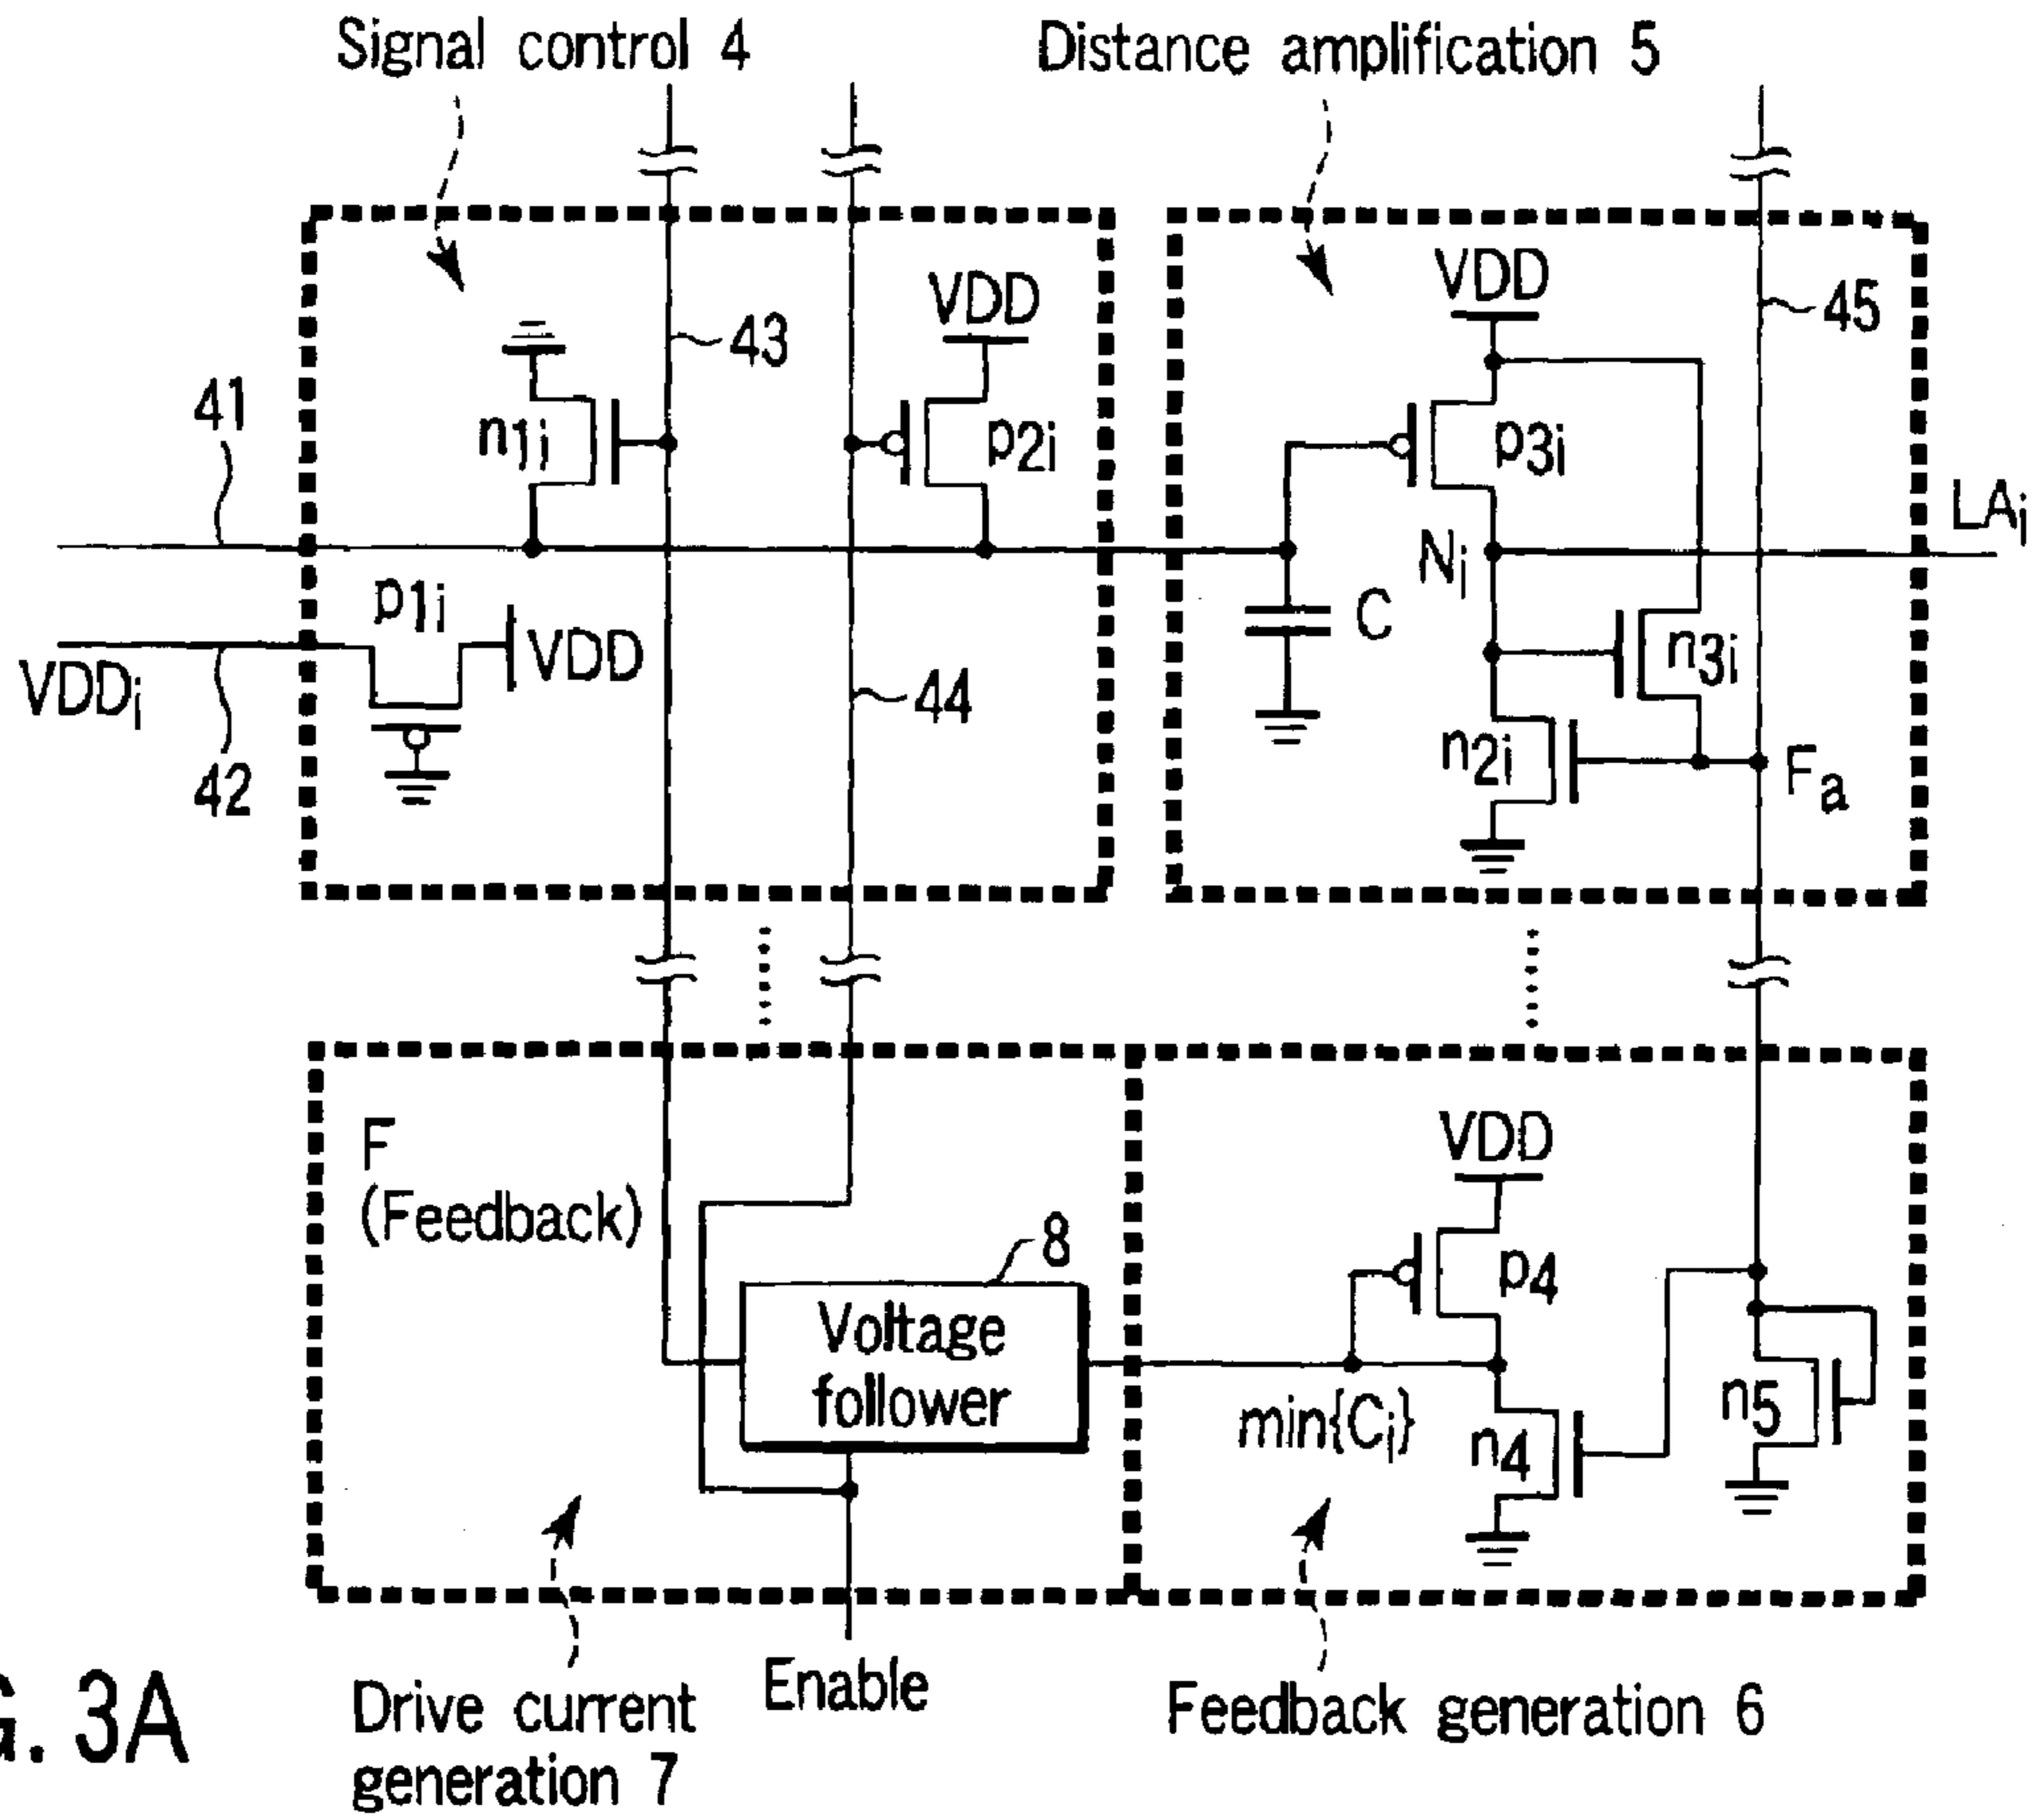 Signal control 4
Distance amplification 5
VDD
VDD
45
43
41
n1i
p2i
p3i
LAi
Ni
p1i
C
VDD
n3i
VDDi
44
n2i
42
Fa
F
(Feedback)
VDD
8
p4
Voltage
follower
min{Ci}
n4
n5
Enable
Drive current
generation 7
Feedback generation 6
. 3A